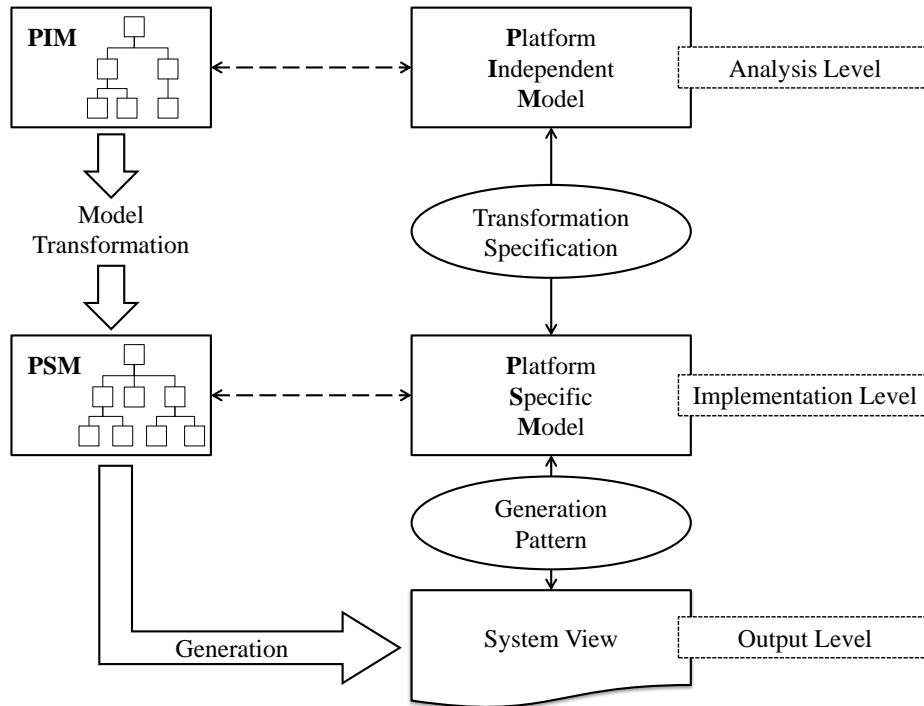 PIM
Platform
Independent
Model
Analysis Level
Model
Transformation
Transformation
Specification
PSM
Platform
Specific
Model
Implementation Level
Generation
Pattern
Generation
System View
Output Level